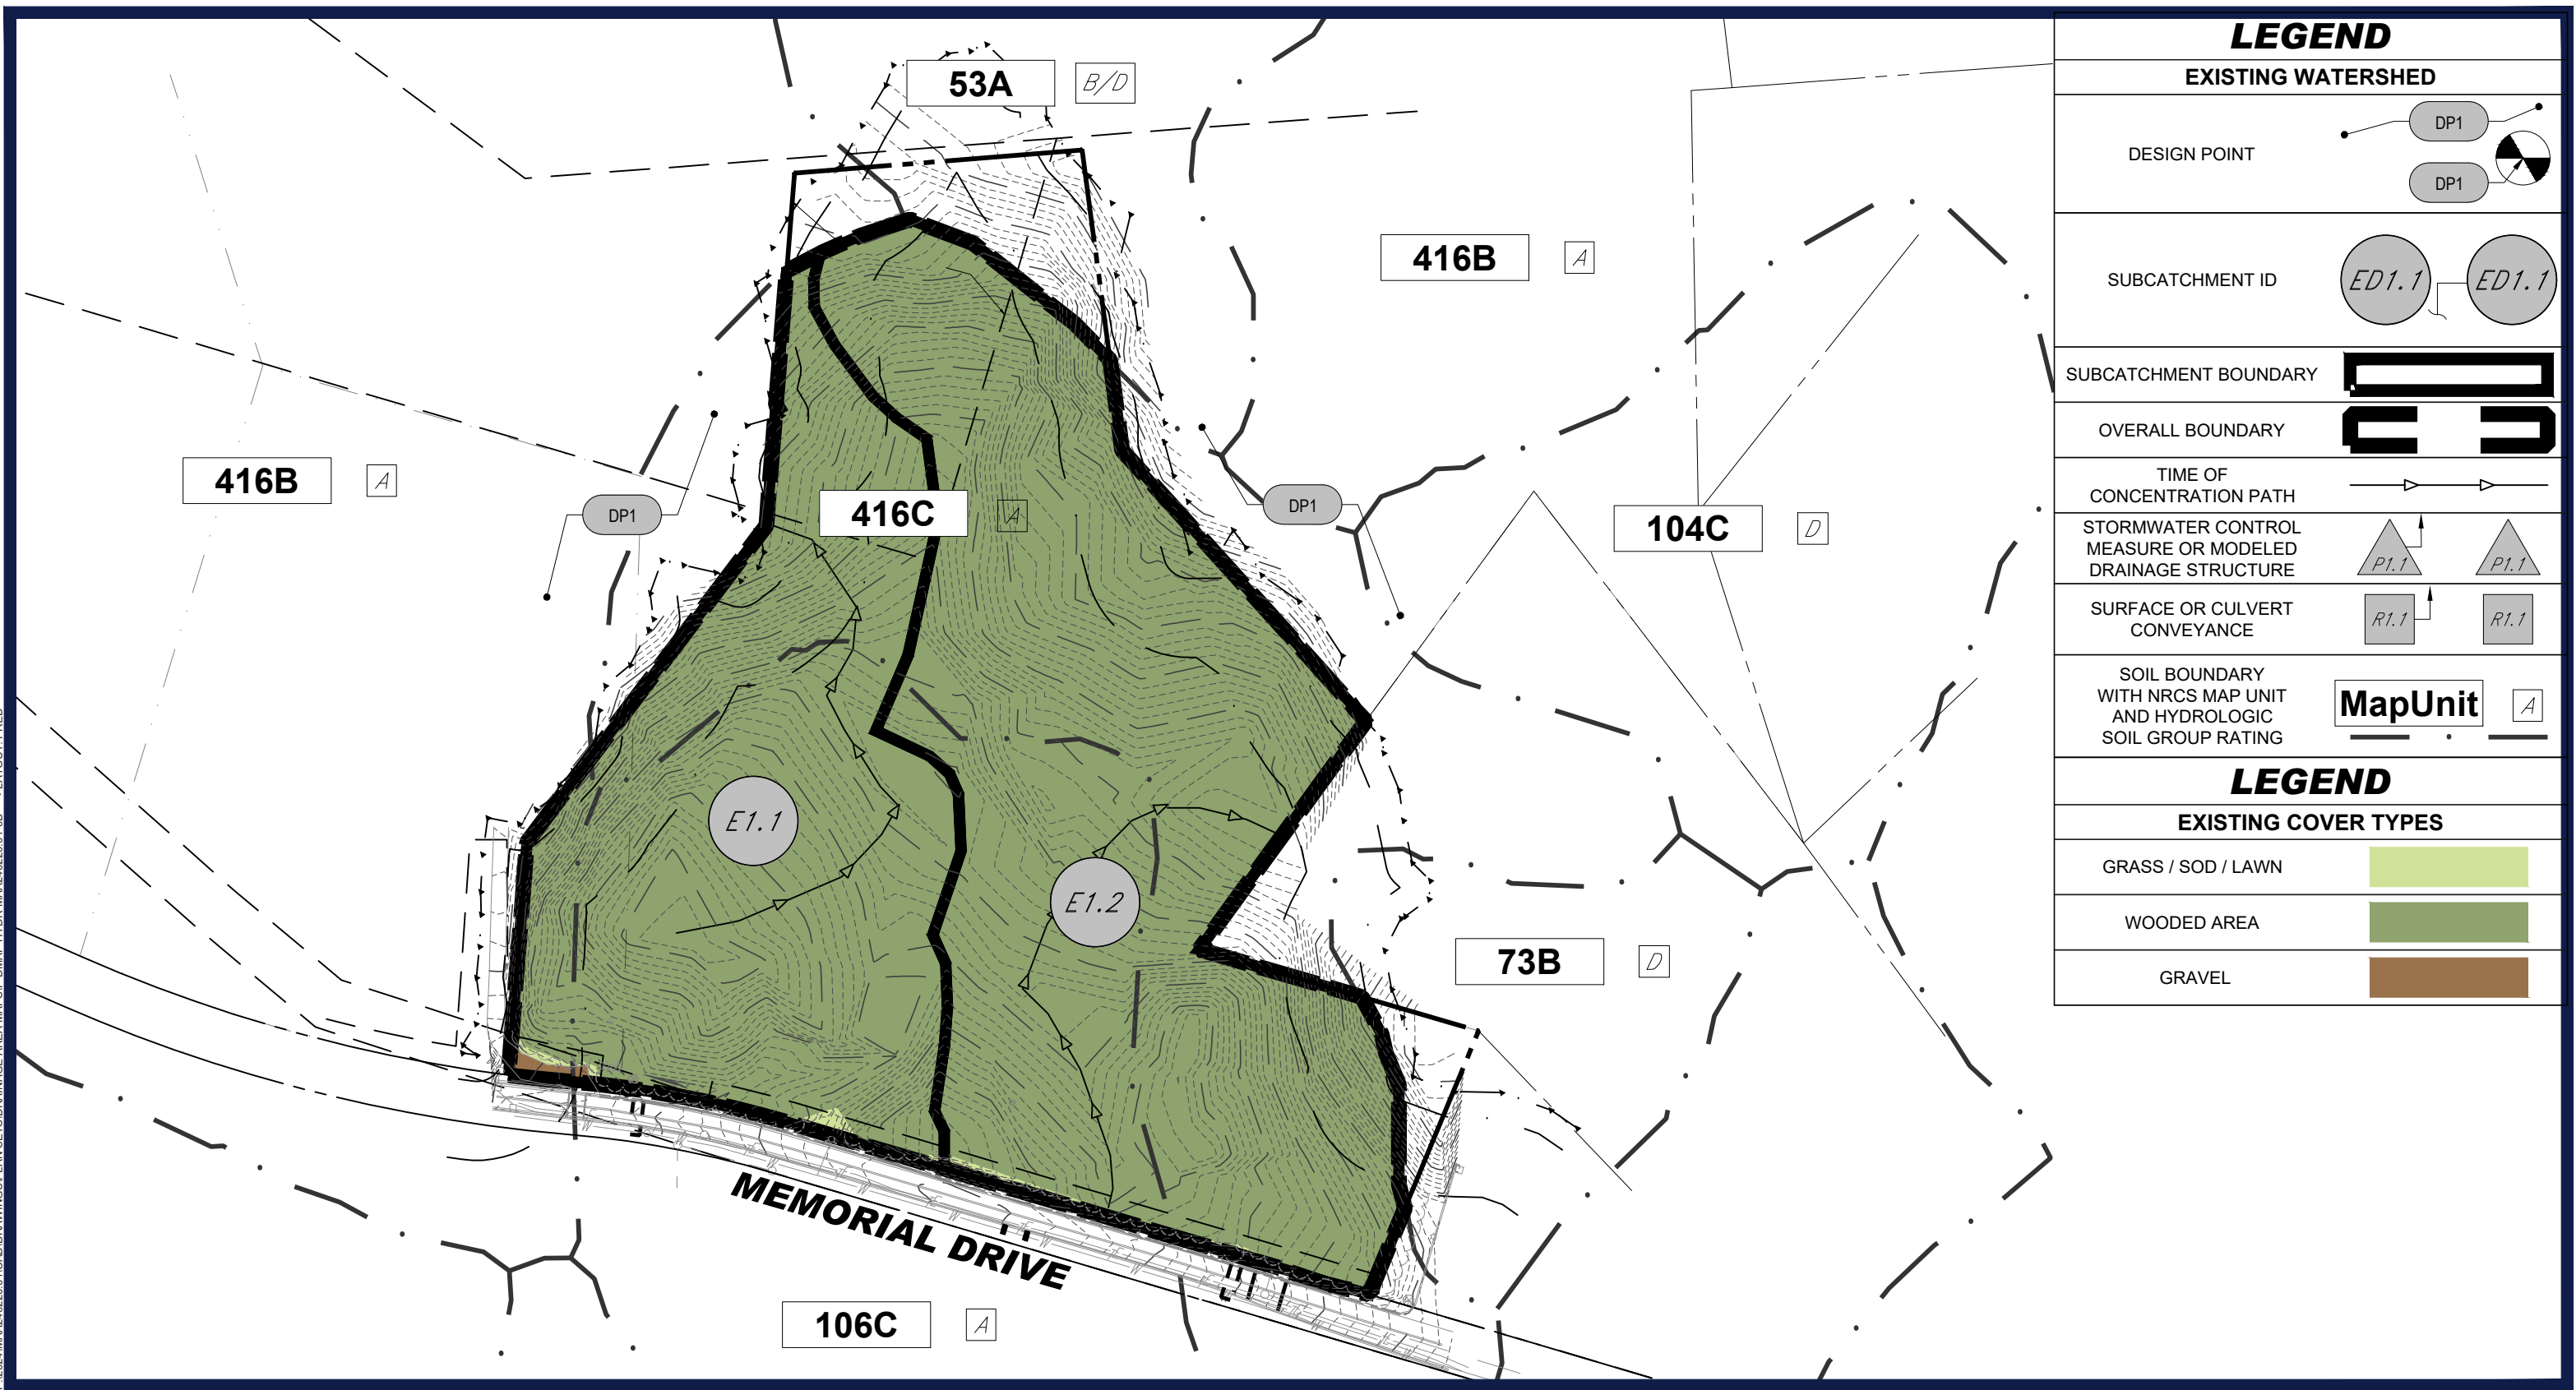 53A
B/D
416B
A
416B
A
DP1
416C
A
DP1
104C
D
E1.1
E1.2
73B
D
MEMORIAL DRIVE
106C
A
LEGEND
EXISTING WATERSHED
DESIGN POINT
DP1
DP1
SUBCATCHMENT ID
ED1.1
ED1.1
SUBCATCHMENT BOUNDARY
OVERALL BOUNDARY
TIME OF
CONCENTRATION PATH
STORMWATER CONTROL
MEASURE OR MODELED
DRAINAGE STRUCTURE
P1.1
P1.1
SURFACE OR CULVERT
CONVEYANCE
R1.1
R1.1
SOIL BOUNDARY
WITH NRCS MAP UNIT
AND HYDROLOGIC
SOIL GROUP RATING
MapUnit
A
LEGEND
EXISTING COVER TYPES
GRASS / SOD / LAWN
WOODED AREA
GRAVEL